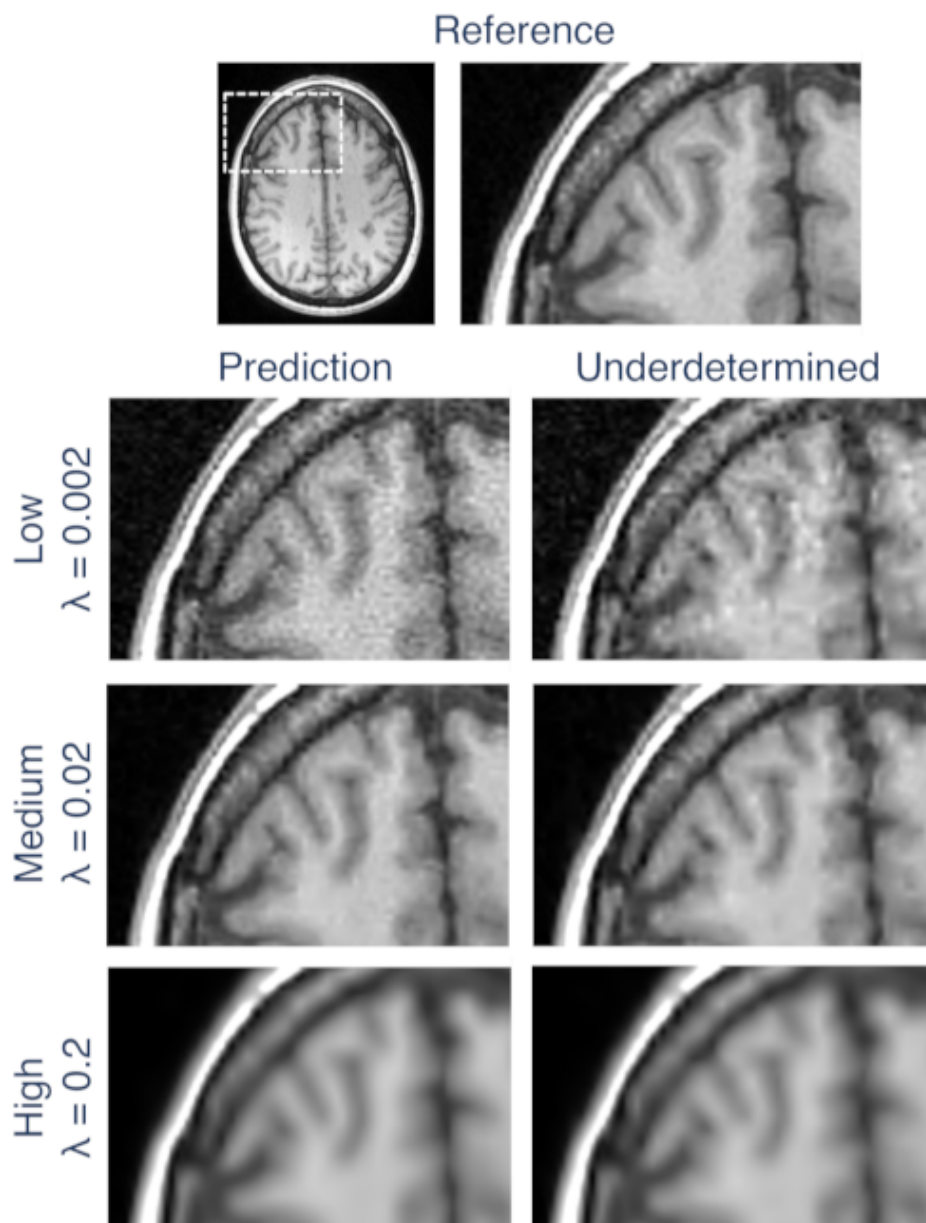 Reference
Prediction
Underdetermined
Low
λ = 0.002
Medium
λ = 0.02
High
λ = 0.2